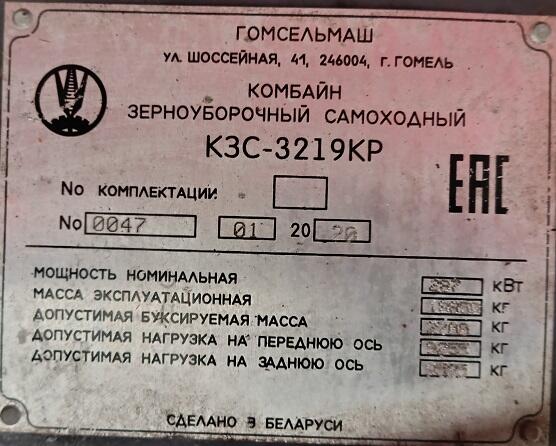 ГОМСЕЛЬМАШ
УЛ. ШОССЕЙНАЯ, 41, 246004, Г. ГОМЕЛЬ
КОМБАЙН
ЗЕРНОУБОРОЧНЫЙ САМОХОДНЫЙ
КЗС-3219КР
EAC
No КОМПЛЕКТАЦИИ
No 0047 01 20 20
МОЩНОСТЬ НОМИНАЛЬНАЯ кВт
МАССА ЭКСПЛУАТАЦИОННАЯ КГ
ДОПУСТИМАЯ БУКСИРУЕМАЯ МАССА КГ
ДОПУСТИМАЯ НАГРУЗКА НА ПЕРЕДНЮЮ ОСЬ КГ
ДОПУСТИМАЯ НАГРУЗКА НА ЗАДНЮЮ ОСЬ КГ
СДЕЛАНО В БЕЛАРУСИ